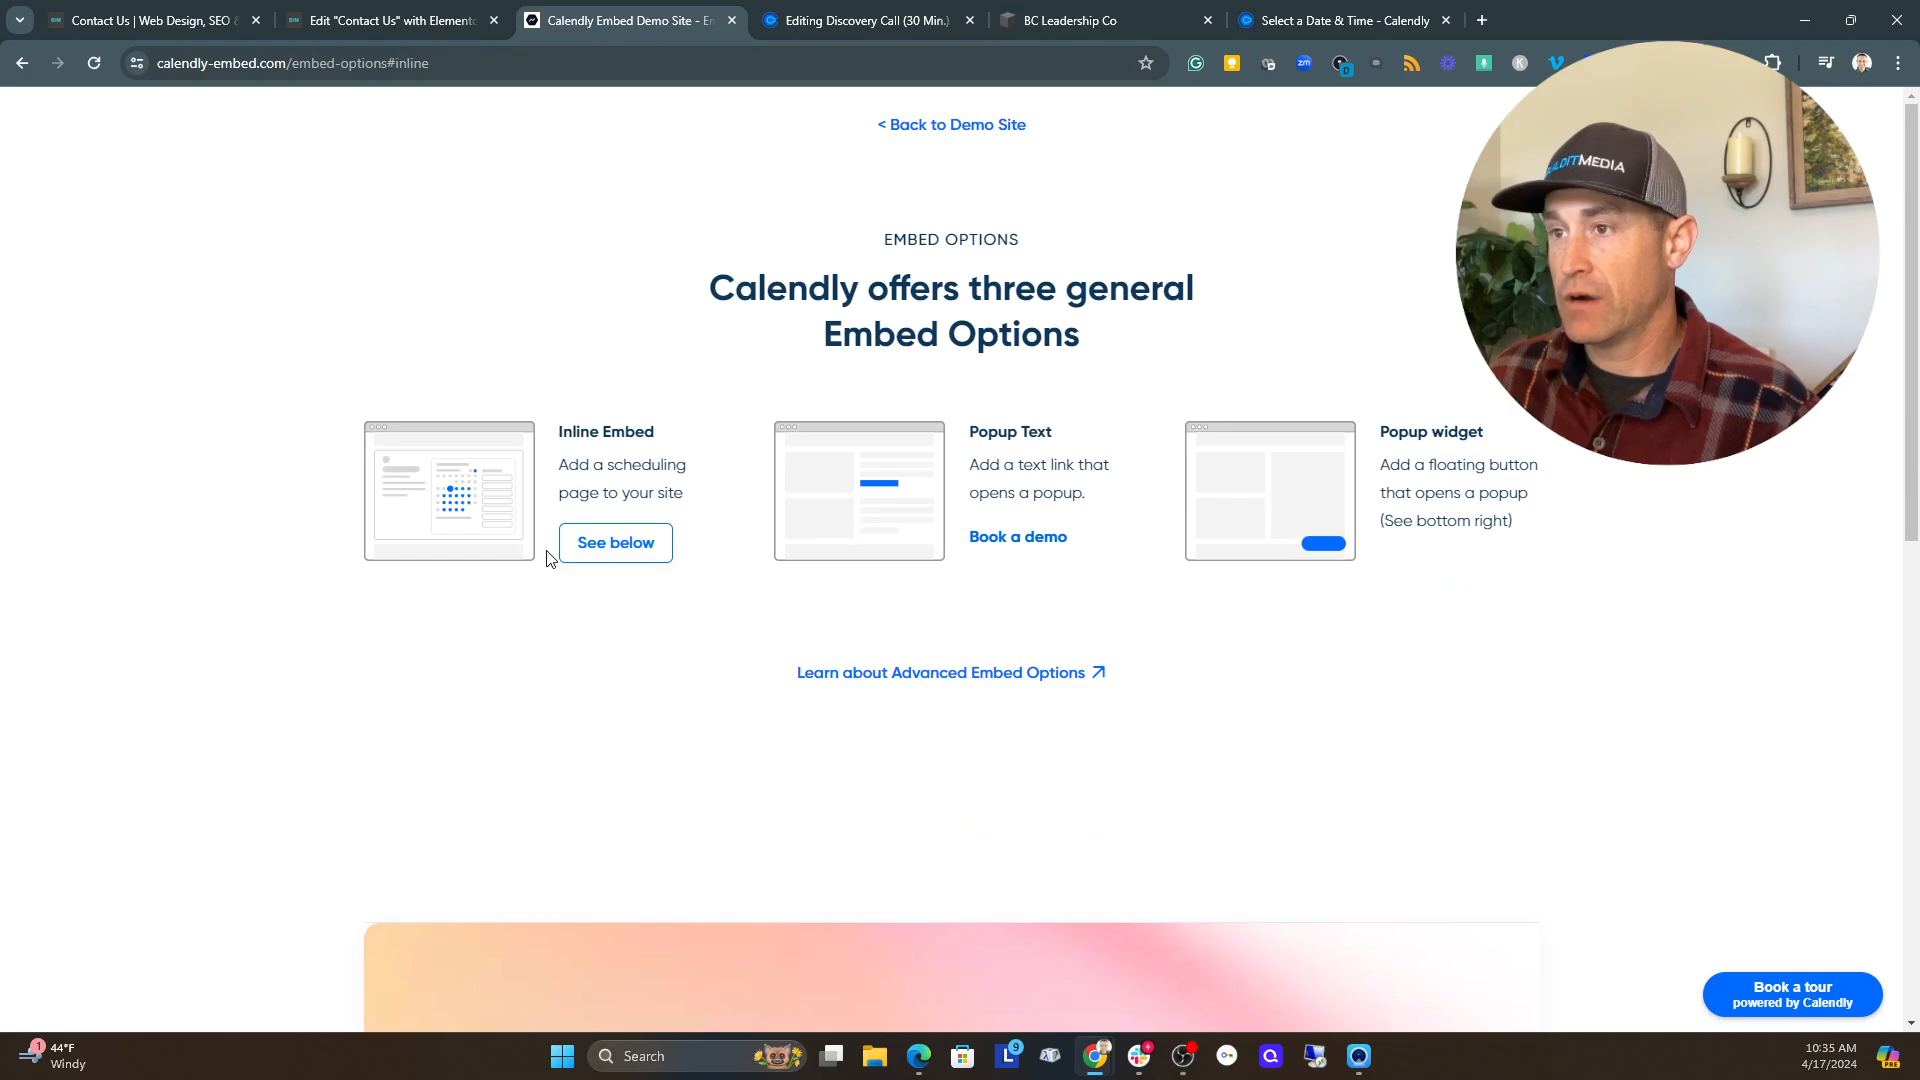 Contact Us | Web Design, SEO &
Edit "Contact Us" with Elemento
Calendly Embed Demo Site - En
Editing Discovery Call (30 Min.)
BC Leadership Co
Select a Date & Time - Calendly
calendly-embed.com/embed-options#inline
< Back to Demo Site
EMBED OPTIONS
Calendly offers three general
Embed Options
Inline Embed
Add a scheduling
page to your site
See below
Popup Text
Add a text link that
opens a popup.
Book a demo
Popup widget
Add a floating button
that opens a popup
(See bottom right)
Learn about Advanced Embed Options
Book a tour
powered by Calendly
44°F
Windy
Search
10:35 AM
4/17/2024